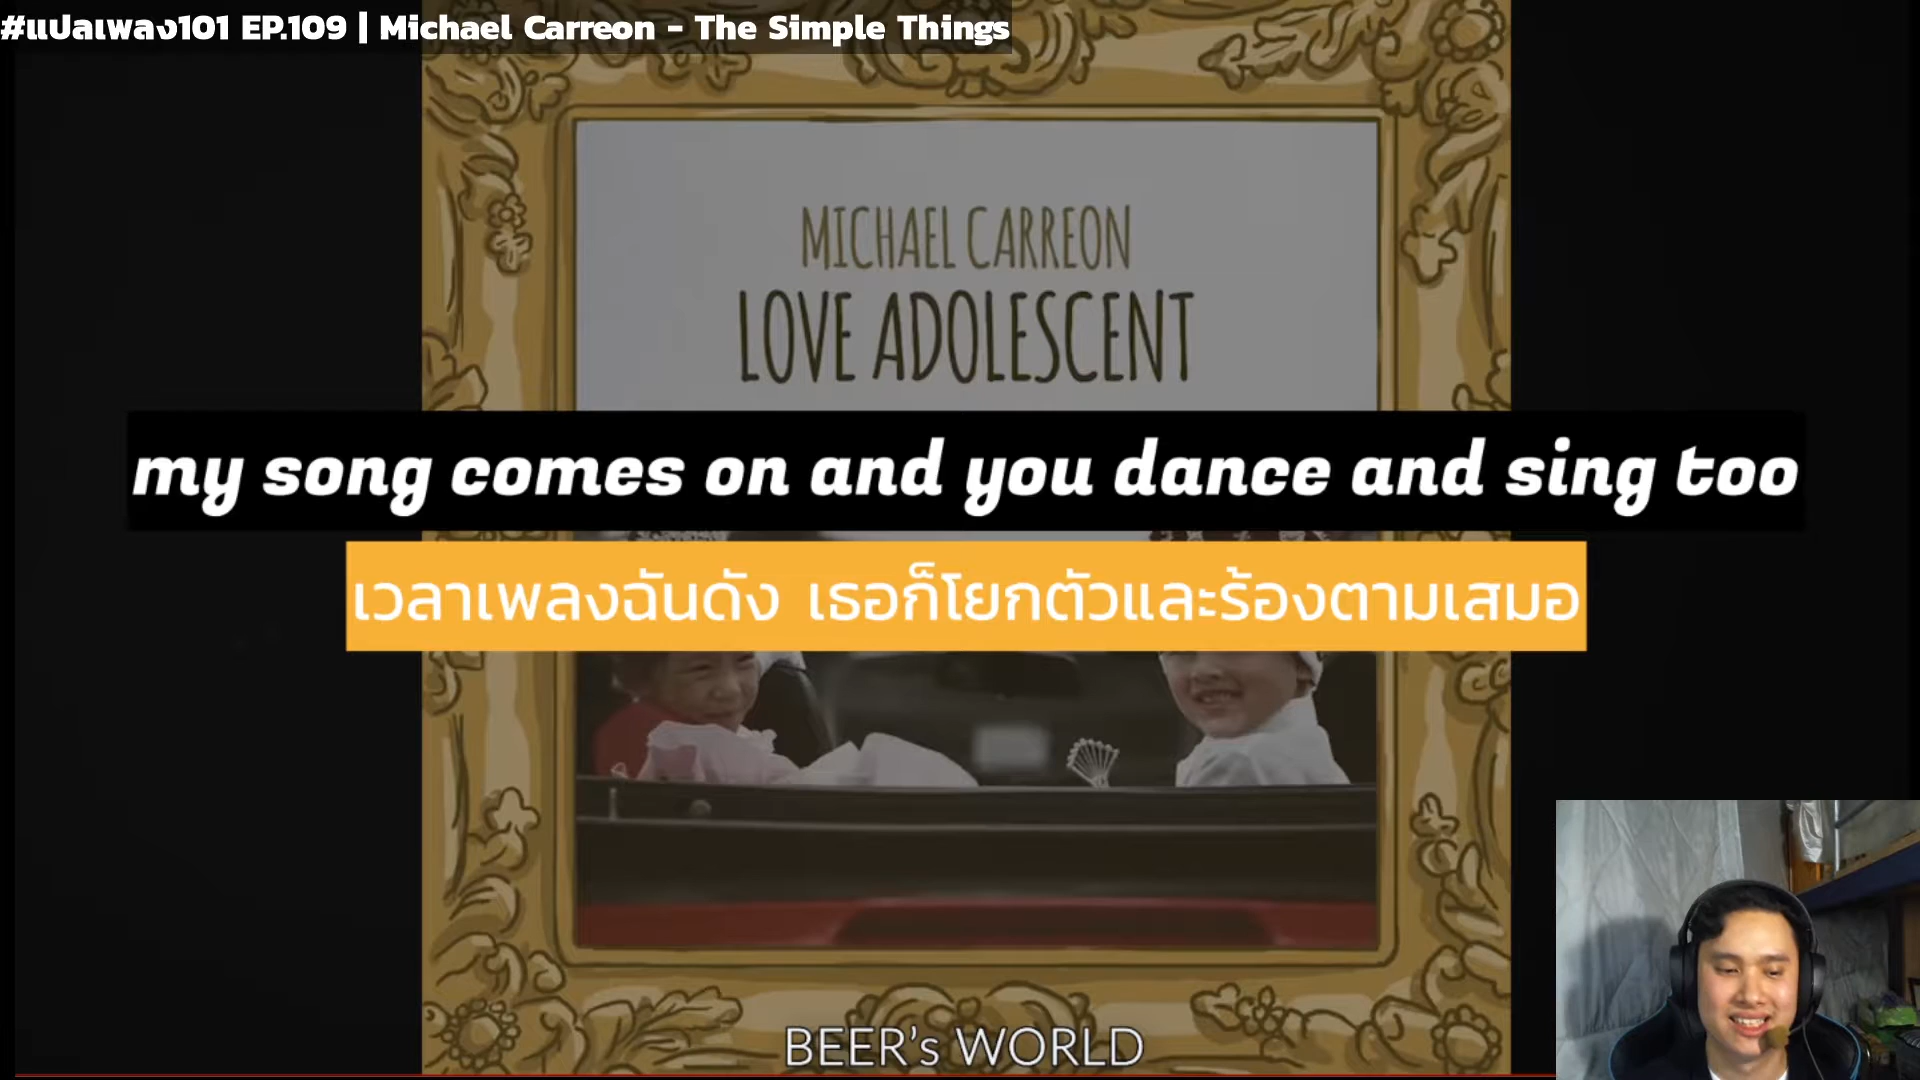 #แปลเพลง101 EP.109 | Michael Carreon - The Simple Things
MICHAEL CARREON
LOVE ADOLESCENT
my song comes on and you dance and sing too
เวลาเพลงฉันดัง เธอก็โยกตัวและร้องตามเสมอ
BEER's WORLD